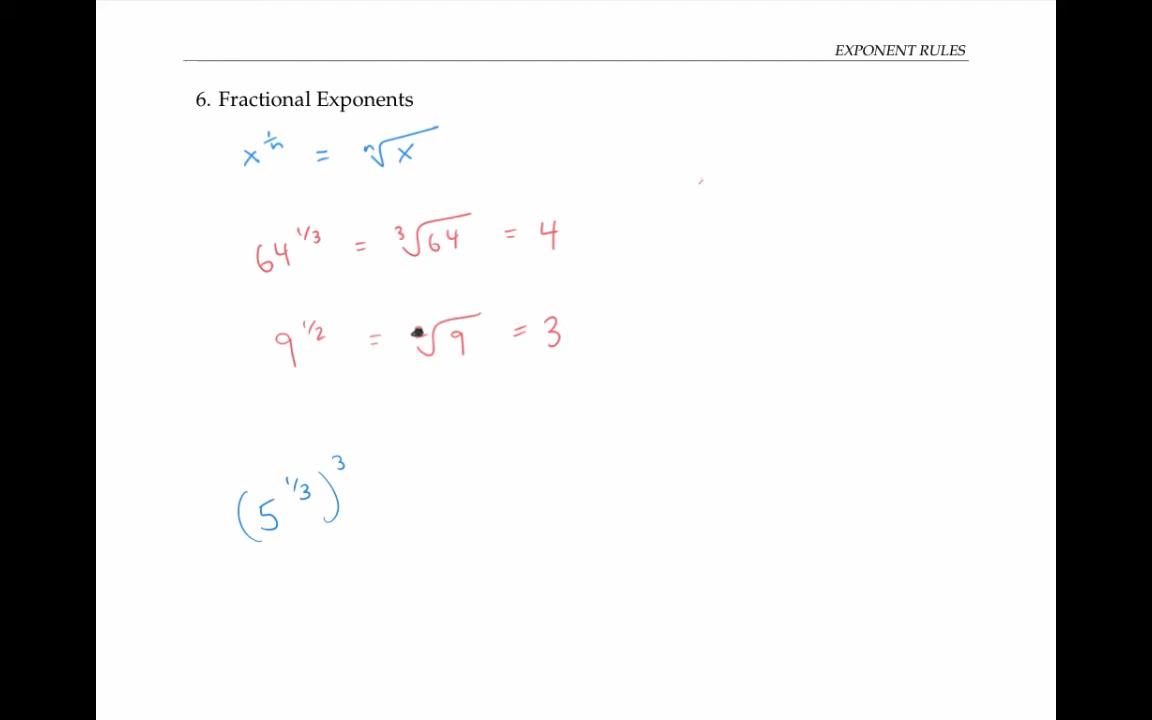 EXPONENT RULES
6. Fractional Exponents
x^{1/n} = ⁿ√x
64^{1/3} = ³√64 = 4
9^{1/2} = √9 = 3
(5^{1/3})^3